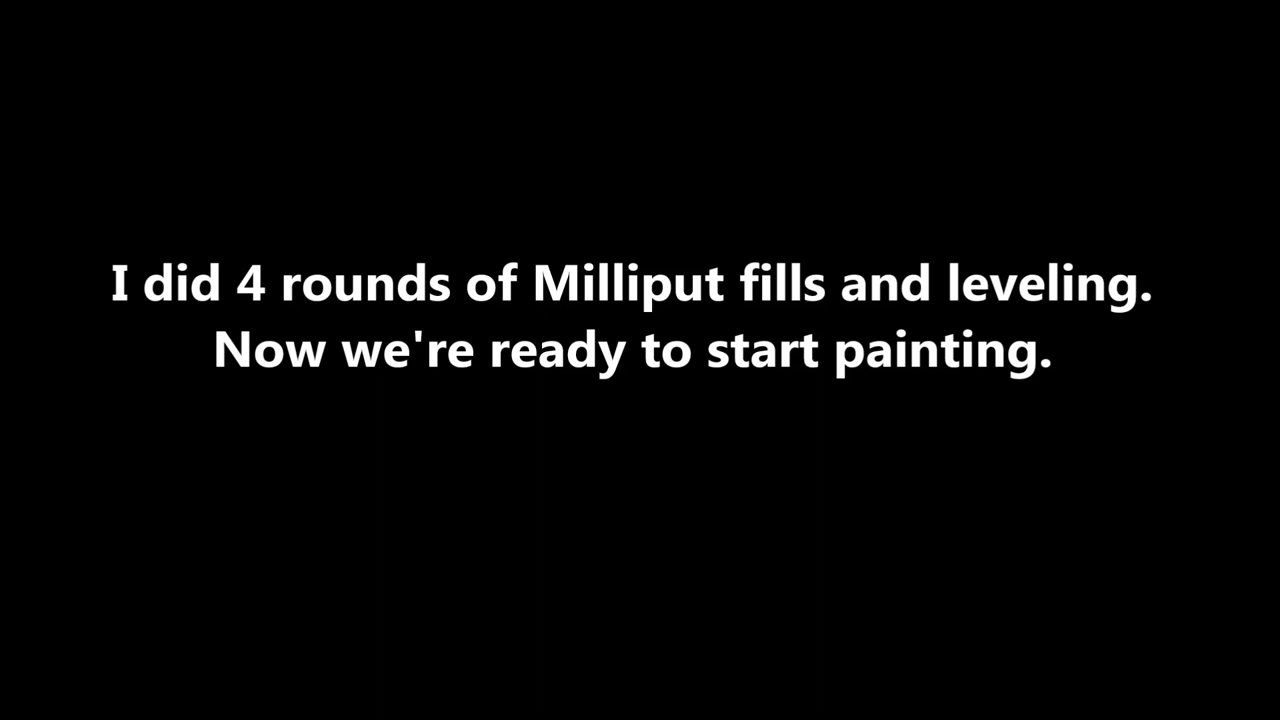 I did 4 rounds of Milliput fills and leveling.
Now we're ready to start painting.